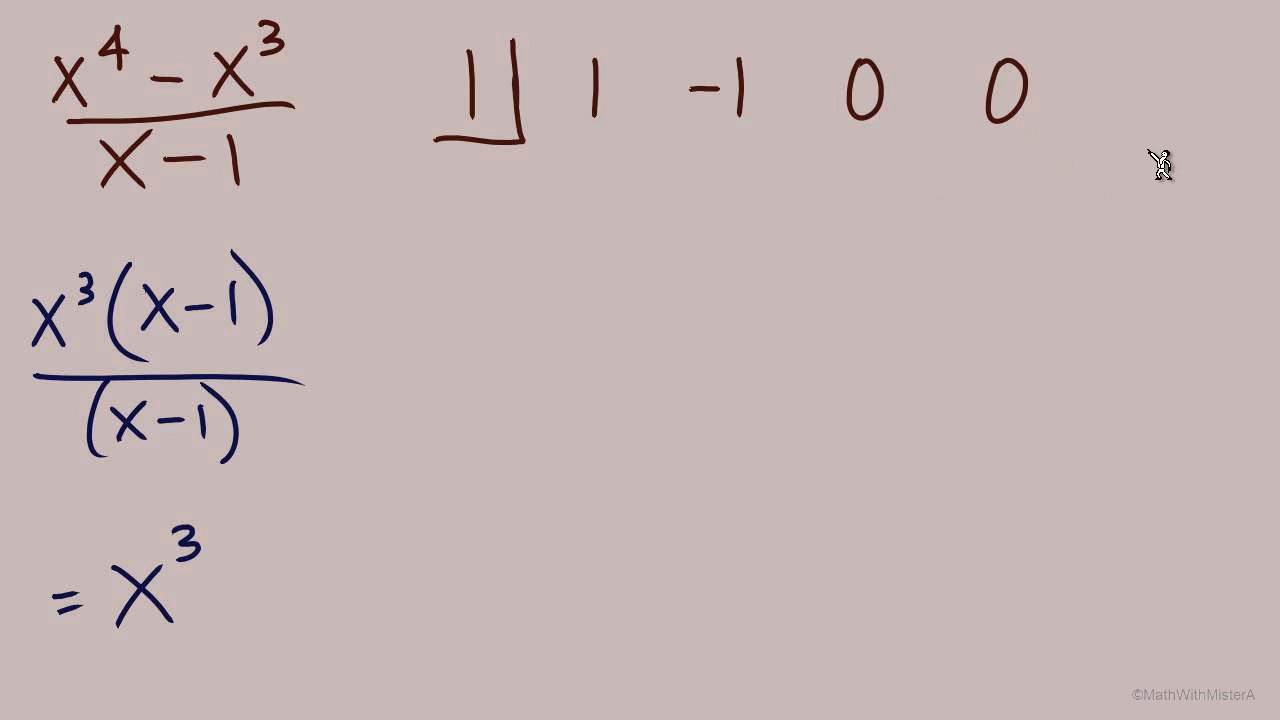 x⁴ - x³ 1 1 -1 0 0
x - 1
x³(x-1)
(x-1)
= x³
©MathWithMisterA